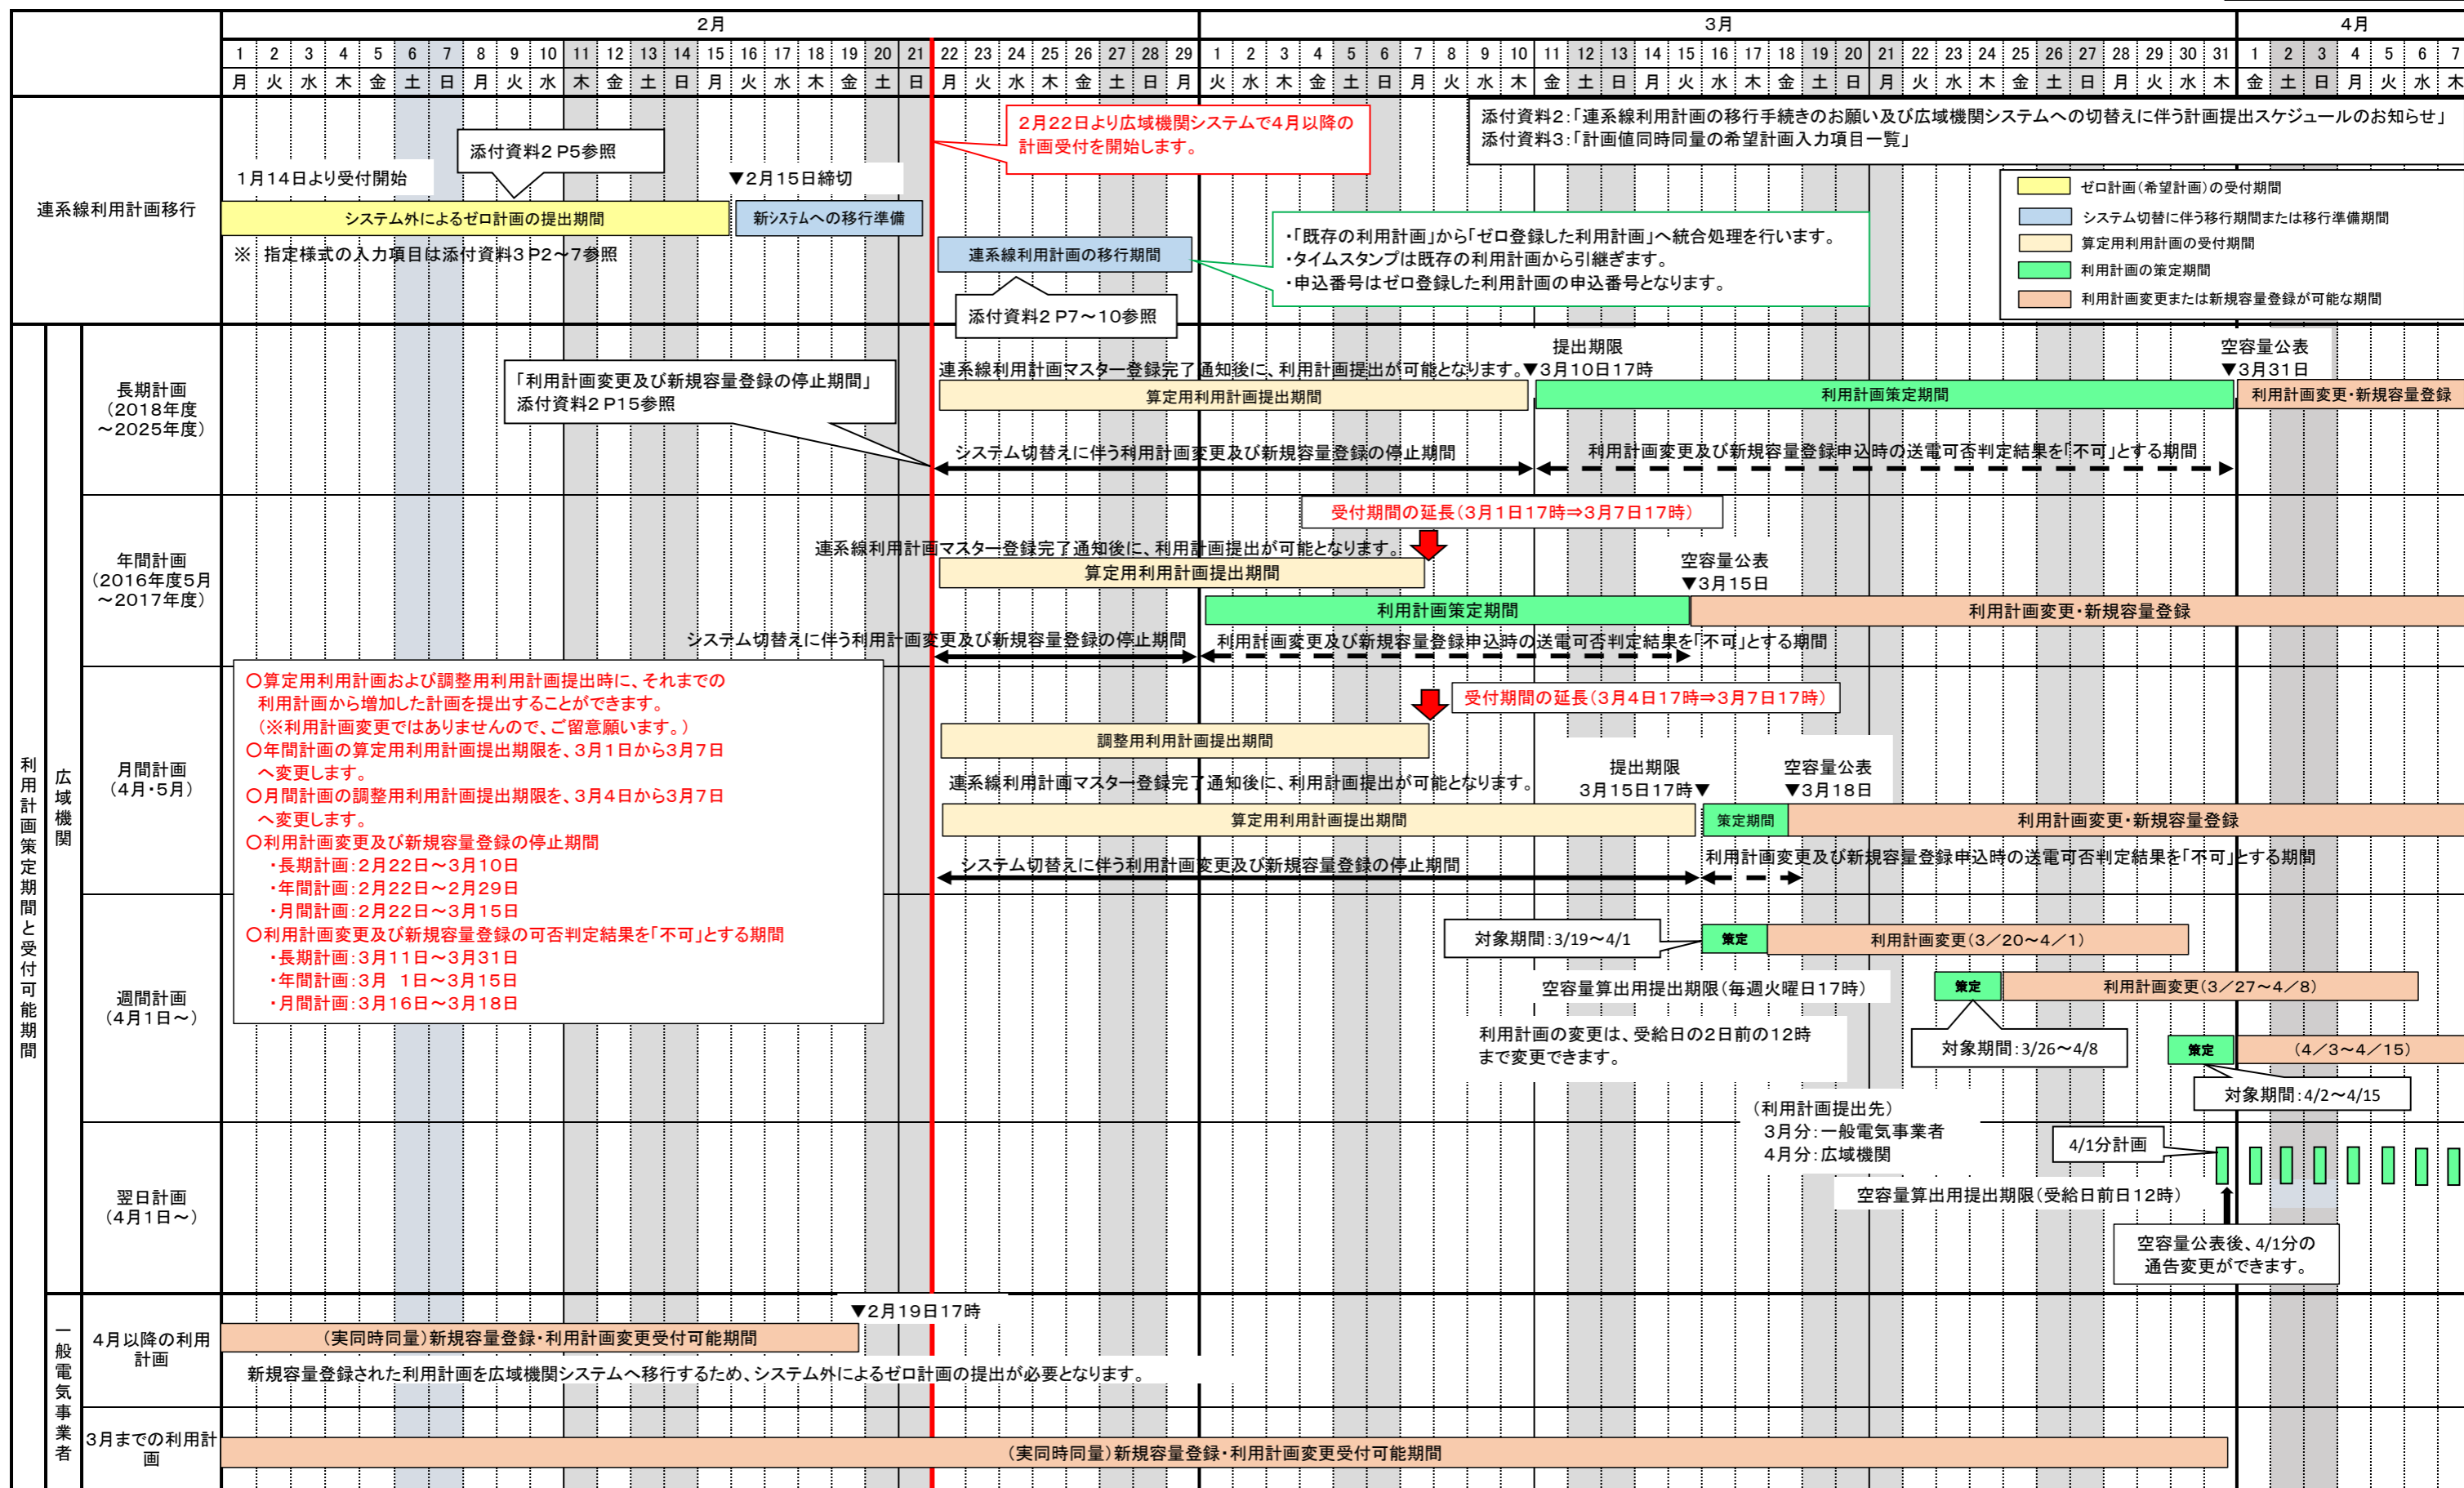 2月 3月 4月
1 2 3 4 5 6 7 8 9 10 11 12 13 14 15 16 17 18 19 20 21 22 23 24 25 26 27 28 29 1 2 3 4 5 6 7 8 9 10 11 12 13 14 15 16 17 18 19 20 21 22 23 24 25 26 27 28 29 30 31 1 2 3 4 5 6 7
月 火 水 木 金 土 日 月 火 水 木 金 土 日 月 火 水 木 金 土 日 月 火 水 木 金 土 日 月 火 水 木 金 土 日 月 火 水 木 金 土 日 月 火 水 木 金 土 日 月 火 水 木 金 土 日 月 火 水 木 金 土 日 月 火 水 木
連系線利用計画移行
1月14日より受付開始
添付資料2 P5参照
▼2月15日締切
システム外によるゼロ計画の提出期間
新システムへの移行準備
※ 指定様式の入力項目は添付資料3 P2~7参照
2月22日より広域機関システムで4月以降の
計画受付を開始します。
連系線利用計画の移行期間
添付資料2 P7~10参照
・「既存の利用計画」から「ゼロ登録した利用計画」へ統合処理を行います。
・タイムスタンプは既存の利用計画から引継ぎます。
・申込番号はゼロ登録した利用計画の申込番号となります。
添付資料2:「連系線利用計画の移行手続きのお願い及び広域機関システムへの切替えに伴う計画提出スケジュールのお知らせ」
添付資料3:「計画値同時同量の希望計画入力項目一覧」
ゼロ計画(希望計画)の受付期間
システム切替に伴う移行期間または移行準備期間
算定用利用計画の受付期間
利用計画の策定期間
利用計画変更または新規容量登録が可能な期間
利用計画策定期間と受付可能期間
広域機関
長期計画
(2018年度
~2025年度)
「利用計画変更及び新規容量登録の停止期間」
添付資料2 P15参照
連系線利用計画マスター登録完了通知後に、利用計画提出が可能となります。
提出期限
▼3月10日17時
空容量公表
▼3月31日
算定用利用計画提出期間
利用計画策定期間
利用計画変更・新規容量登録
システム切替えに伴う利用計画変更及び新規容量登録の停止期間
利用計画変更及び新規容量登録申込時の送電可否判定結果を「不可」とする期間
年間計画
(2016年度5月
~2017年度)
受付期間の延長(3月1日17時⇒3月7日17時)
連系線利用計画マスター登録完了通知後に、利用計画提出が可能となります。
算定用利用計画提出期間
空容量公表
▼3月15日
利用計画策定期間
利用計画変更・新規容量登録
システム切替えに伴う利用計画変更及び新規容量登録の停止期間
利用計画変更及び新規容量登録申込時の送電可否判定結果を「不可」とする期間
月間計画
(4月・5月)
○算定用利用計画および調整用利用計画提出時に、それまでの
利用計画から増加した計画を提出することができます。
(※利用計画変更ではありませんので、ご留意願います。)
○年間計画の算定用利用計画提出期限を、3月1日から3月7日
へ変更します。
○月間計画の調整用利用計画提出期限を、3月4日から3月7日
へ変更します。
○利用計画変更及び新規容量登録の停止期間
・長期計画:2月22日~3月10日
・年間計画:2月22日~2月29日
・月間計画:2月22日~3月15日
○利用計画変更及び新規容量登録の可否判定結果を「不可」とする期間
・長期計画:3月11日~3月31日
・年間計画:3月 1日~3月15日
・月間計画:3月16日~3月18日
受付期間の延長(3月4日17時⇒3月7日17時)
調整用利用計画提出期間
連系線利用計画マスター登録完了通知後に、利用計画提出が可能となります。
提出期限
3月15日17時▼
空容量公表
▼3月18日
算定用利用計画提出期間
策定期間
利用計画変更・新規容量登録
システム切替えに伴う利用計画変更及び新規容量登録の停止期間
利用計画変更及び新規容量登録申込時の送電可否判定結果を「不可」とする期間
週間計画
(4月1日~)
対象期間:3/19~4/1
策定
利用計画変更(3/20~4/1)
空容量算出用提出期限(毎週火曜日17時)
策定
利用計画変更(3/27~4/8)
利用計画の変更は、受給日の2日前の12時
まで変更できます。
対象期間:3/26~4/8
策定
(4/3~4/15)
対象期間:4/2~4/15
翌日計画
(4月1日~)
(利用計画提出先)
3月分:一般電気事業者
4月分:広域機関
4/1分計画
空容量算出用提出期限(受給日前日12時)
空容量公表後、4/1分の
通告変更ができます。
一般電気事業者
4月以降の利用
計画
▼2月19日17時
(実同時同量)新規容量登録・利用計画変更受付可能期間
新規容量登録された利用計画を広域機関システムへ移行するため、システム外によるゼロ計画の提出が必要となります。
3月までの利用計
画
(実同時同量)新規容量登録・利用計画変更受付可能期間